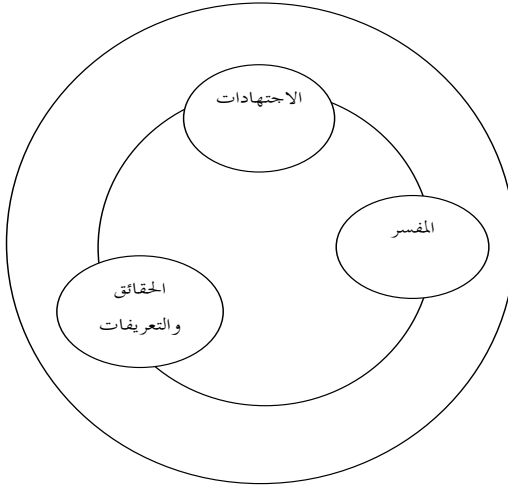 الاجتهادات
المفسر
الحقائق
والتعريفات